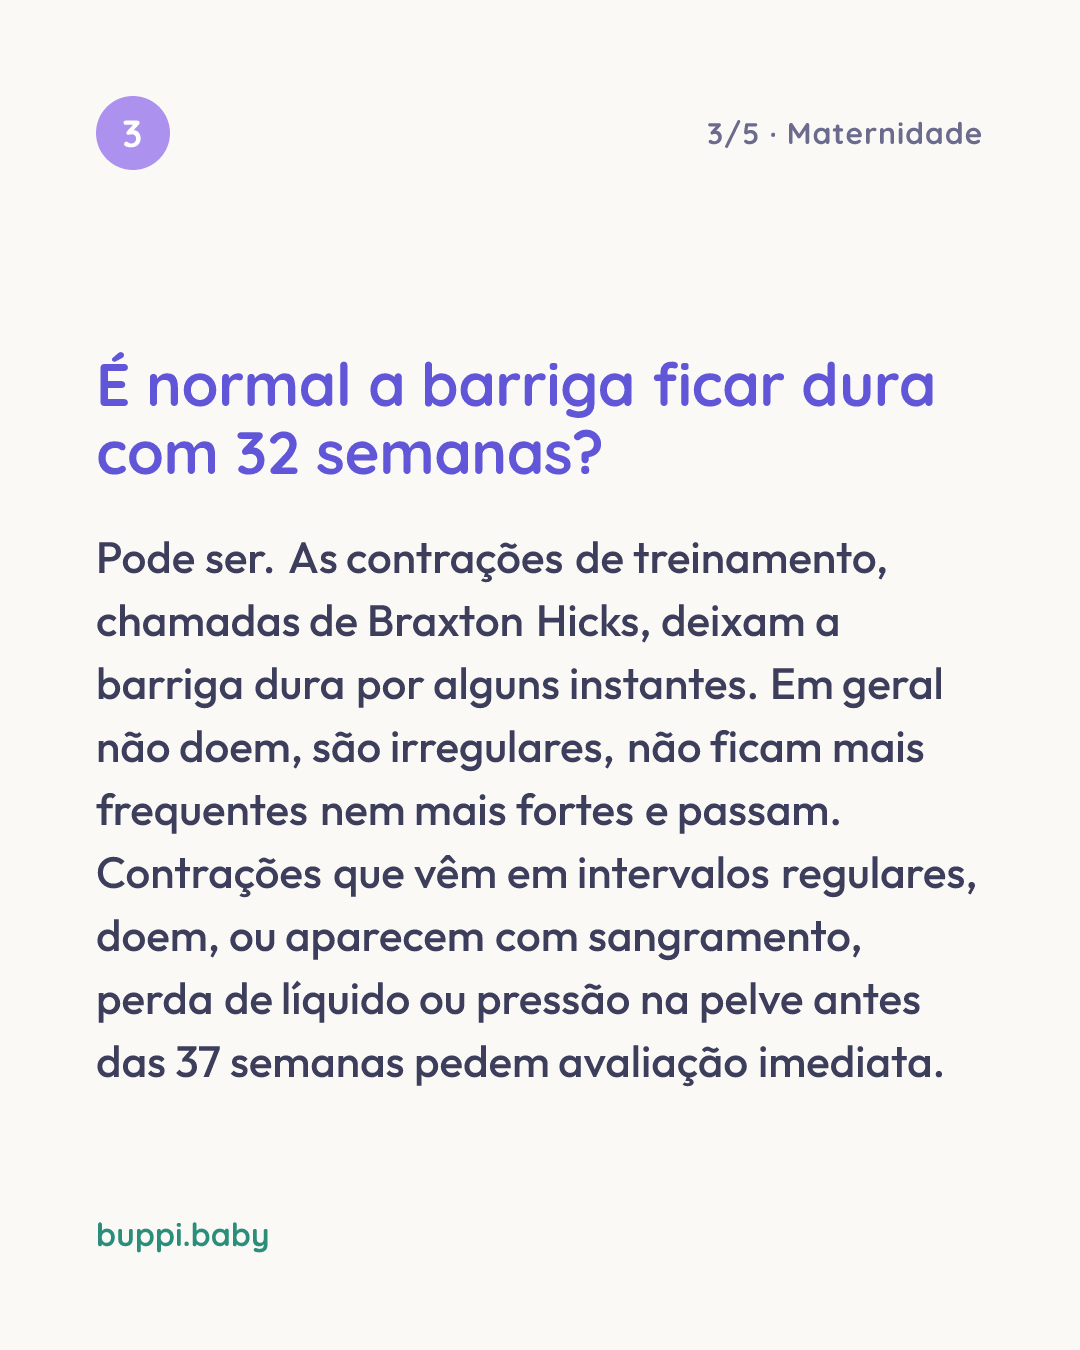 3
3/5 · Maternidade
É normal a barriga ficar dura
com 32 semanas?
Pode ser. As contrações de treinamento,
chamadas de Braxton Hicks, deixam a
barriga dura por alguns instantes. Em geral
não doem, são irregulares, não ficam mais
frequentes nem mais fortes e passam.
Contrações que vêm em intervalos regulares,
doem, ou aparecem com sangramento,
perda de líquido ou pressão na pelve antes
das 37 semanas pedem avaliação imediata.
buppi.baby